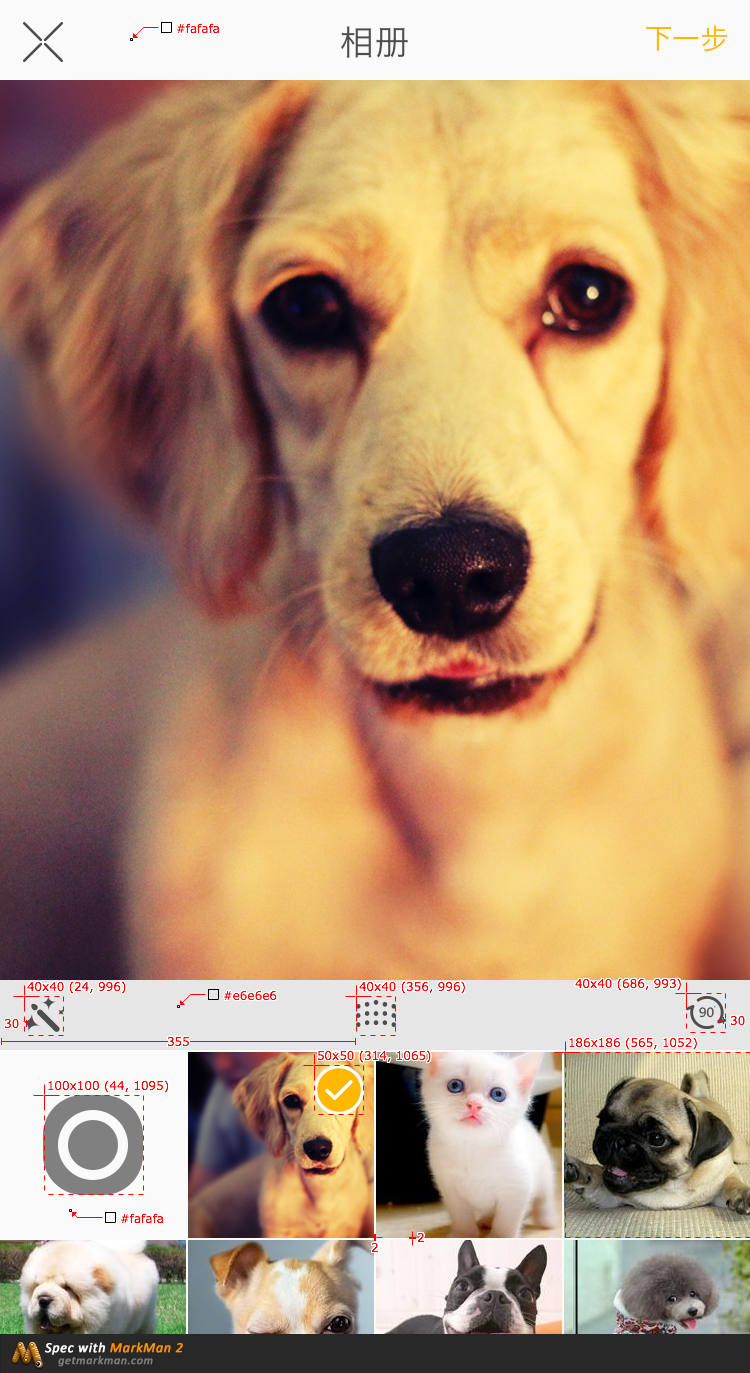 #fafafa
相册
下一步
40x40 (24, 996)
#e6e6e6
40x40 (356, 996)
40x40 (686, 993)
30
90
30
355
186x186 (565, 1052)
50x50 (314, 1065)
100x100 (44, 1095)
#fafafa
2
2
Spec with MarkMan 2
getmarkman.com